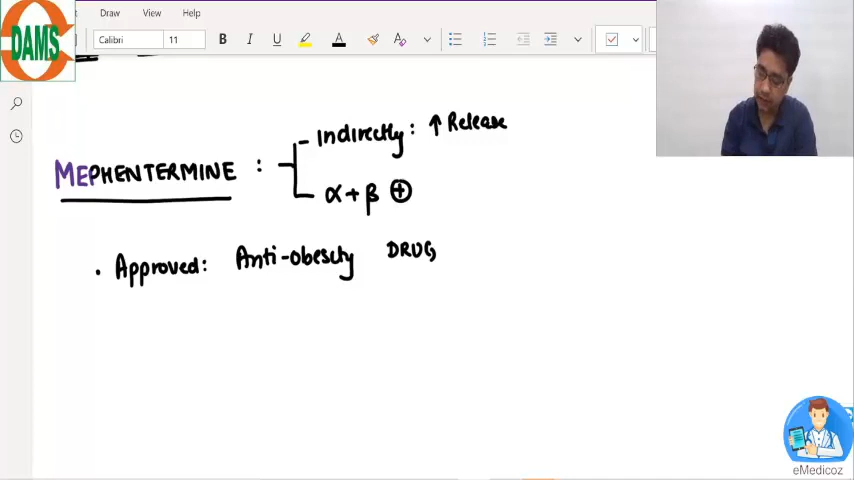 DAMS
Draw View Help
Calibri 11 B I U A
MEPHENTERMINE : - Indirectly : ↑ Release
α + β ⊕
• Approved : Anti-obesity DRUG
eMedicoz